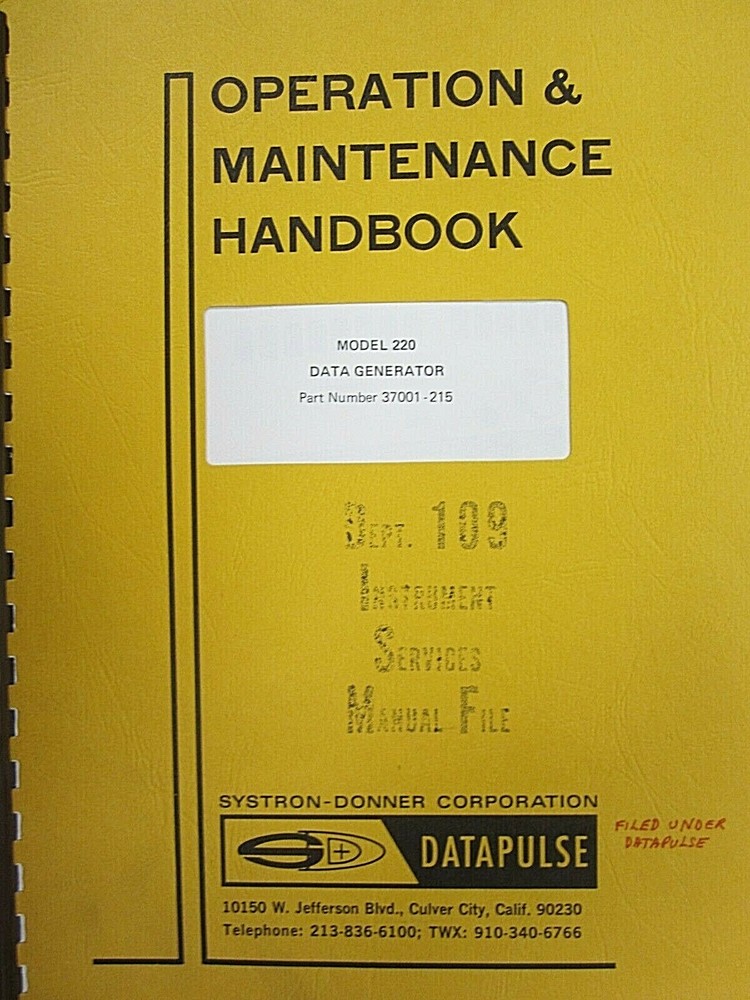 OPERATION &
MAINTENANCE
HANDBOOK
MODEL 220
DATA GENERATOR
Part Number 37001-215
DEPT. 199
INSTRUMENT
SERVICES
MANUAL FILE
SYSTRON-DONNER CORPORATION
SD
DATAPULSE
FILED UNDER
DATAPULSE
10150 W. Jefferson Blvd., Culver City, Calif. 90230
Telephone: 213-836-6100; TWX: 910-340-6766